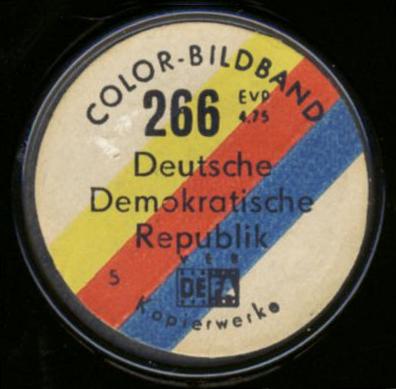 COLOR-BILDBAND
266 EVP
4.75
Deutsche
Demokratische
Republik
5
VEB
DEFA
Kopierwerke